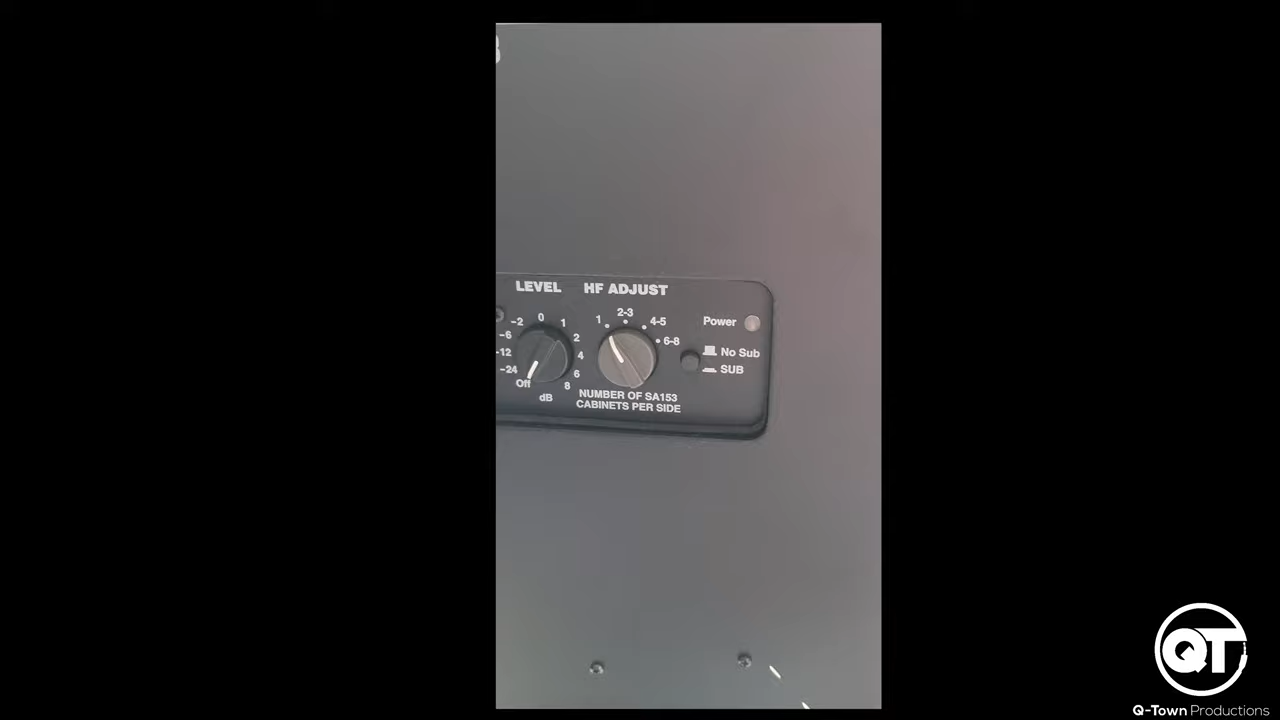 LEVEL
HF ADJUST
-2 0 1
-6 2
-12 4
-24 6
Off 8
dB
1 2-3 4-5
6-8
NUMBER OF SA153
CABINETS PER SIDE
Power
No Sub
SUB
QT
Q-Town Productions